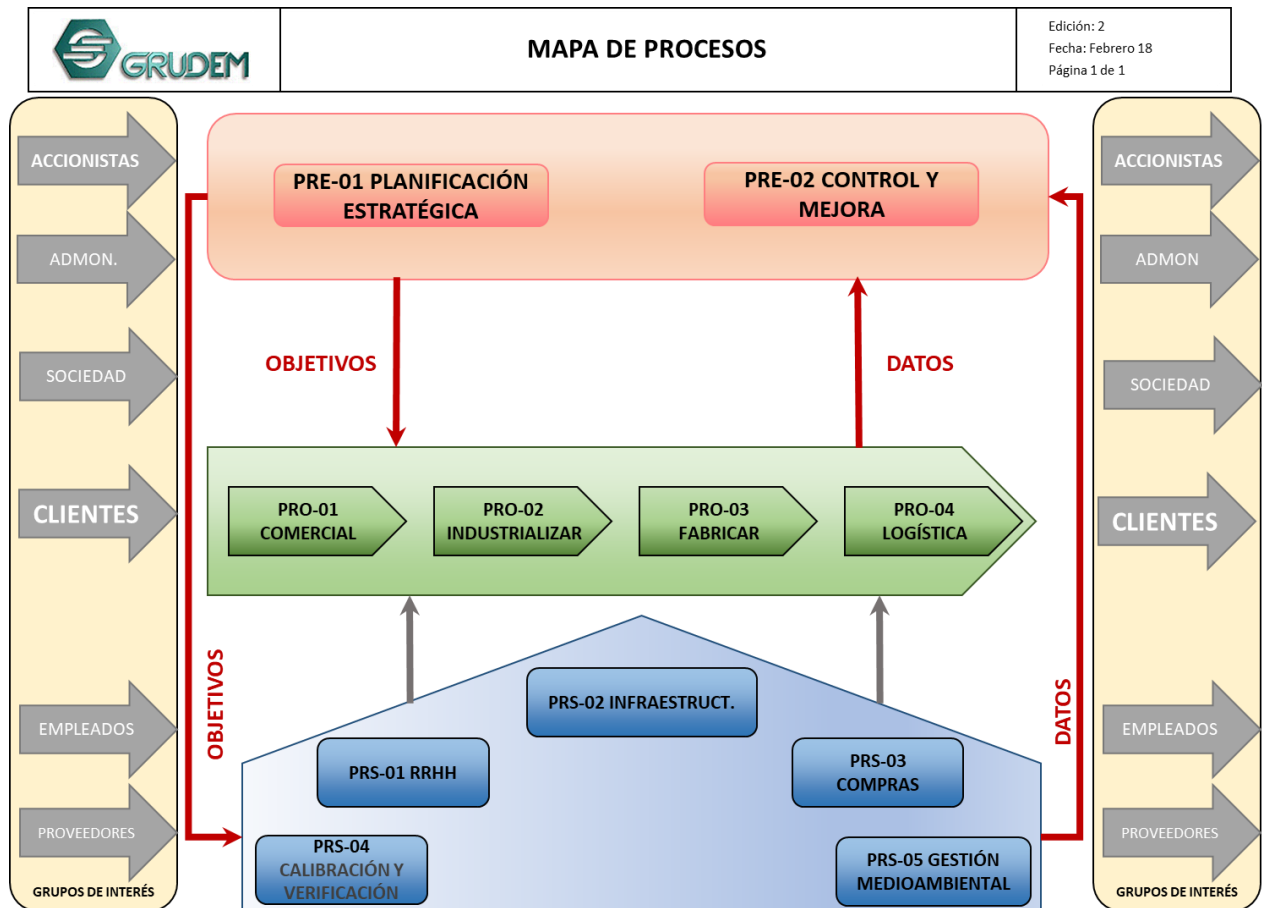 GRUDEM
MAPA DE PROCESOS
Edición: 2
Fecha: Febrero 18
Página 1 de 1
ACCIONISTAS
ADMON.
SOCIEDAD
CLIENTES
EMPLEADOS
PROVEEDORES
GRUPOS DE INTERÉS
PRE-01 PLANIFICACIÓN
ESTRATÉGICA
PRE-02 CONTROL Y
MEJORA
OBJETIVOS
DATOS
PRO-01
COMERCIAL
PRO-02
INDUSTRIALIZAR
PRO-03
FABRICAR
PRO-04
LOGÍSTICA
OBJETIVOS
DATOS
PRS-02 INFRAESTRUCT.
PRS-01 RRHH
PRS-03
COMPRAS
PRS-04
CALIBRACIÓN Y
VERIFICACIÓN
PRS-05 GESTIÓN
MEDIOAMBIENTAL
ACCIONISTAS
ADMON
SOCIEDAD
CLIENTES
EMPLEADOS
PROVEEDORES
GRUPOS DE INTERÉS